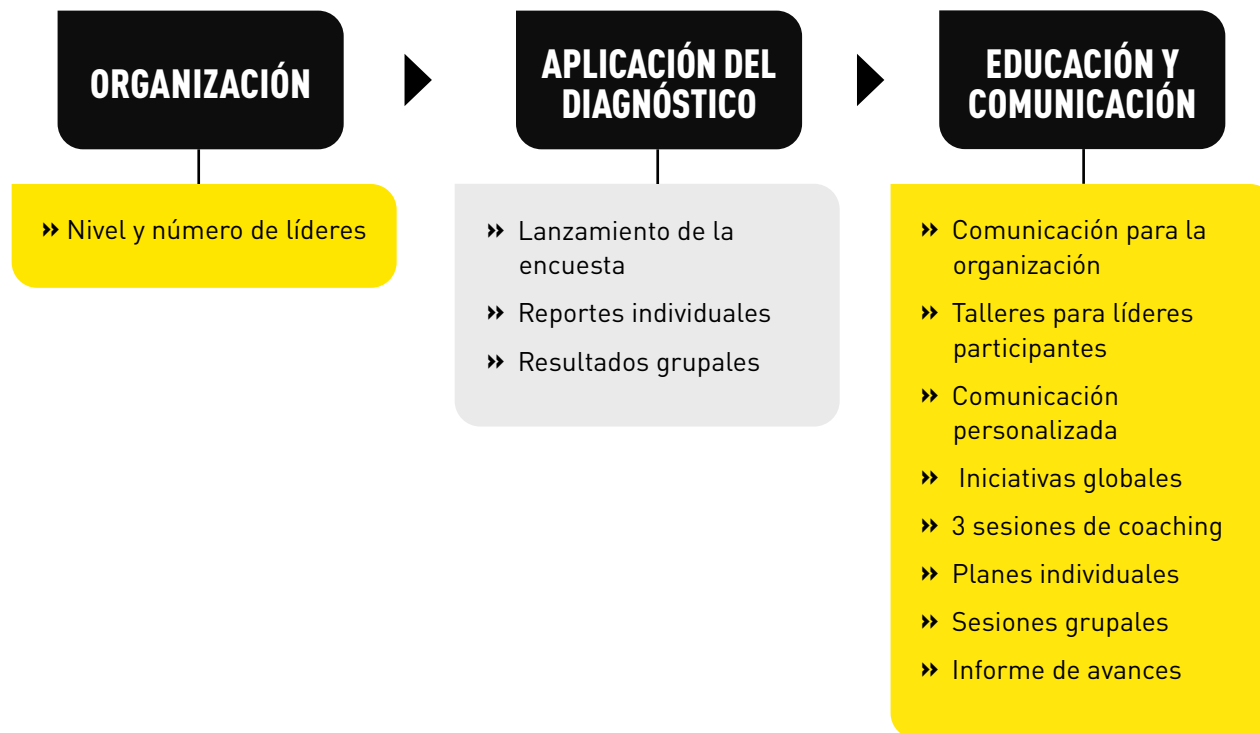 ORGANIZACIÓN
» Nivel y número de líderes
APLICACIÓN DEL
DIAGNÓSTICO
» Lanzamiento de la
encuesta
» Reportes individuales
» Resultados grupales
EDUCACIÓN Y
COMUNICACIÓN
» Comunicación para la
organización
» Talleres para líderes
participantes
» Comunicación
personalizada
» Iniciativas globales
» 3 sesiones de coaching
» Planes individuales
» Sesiones grupales
» Informe de avances